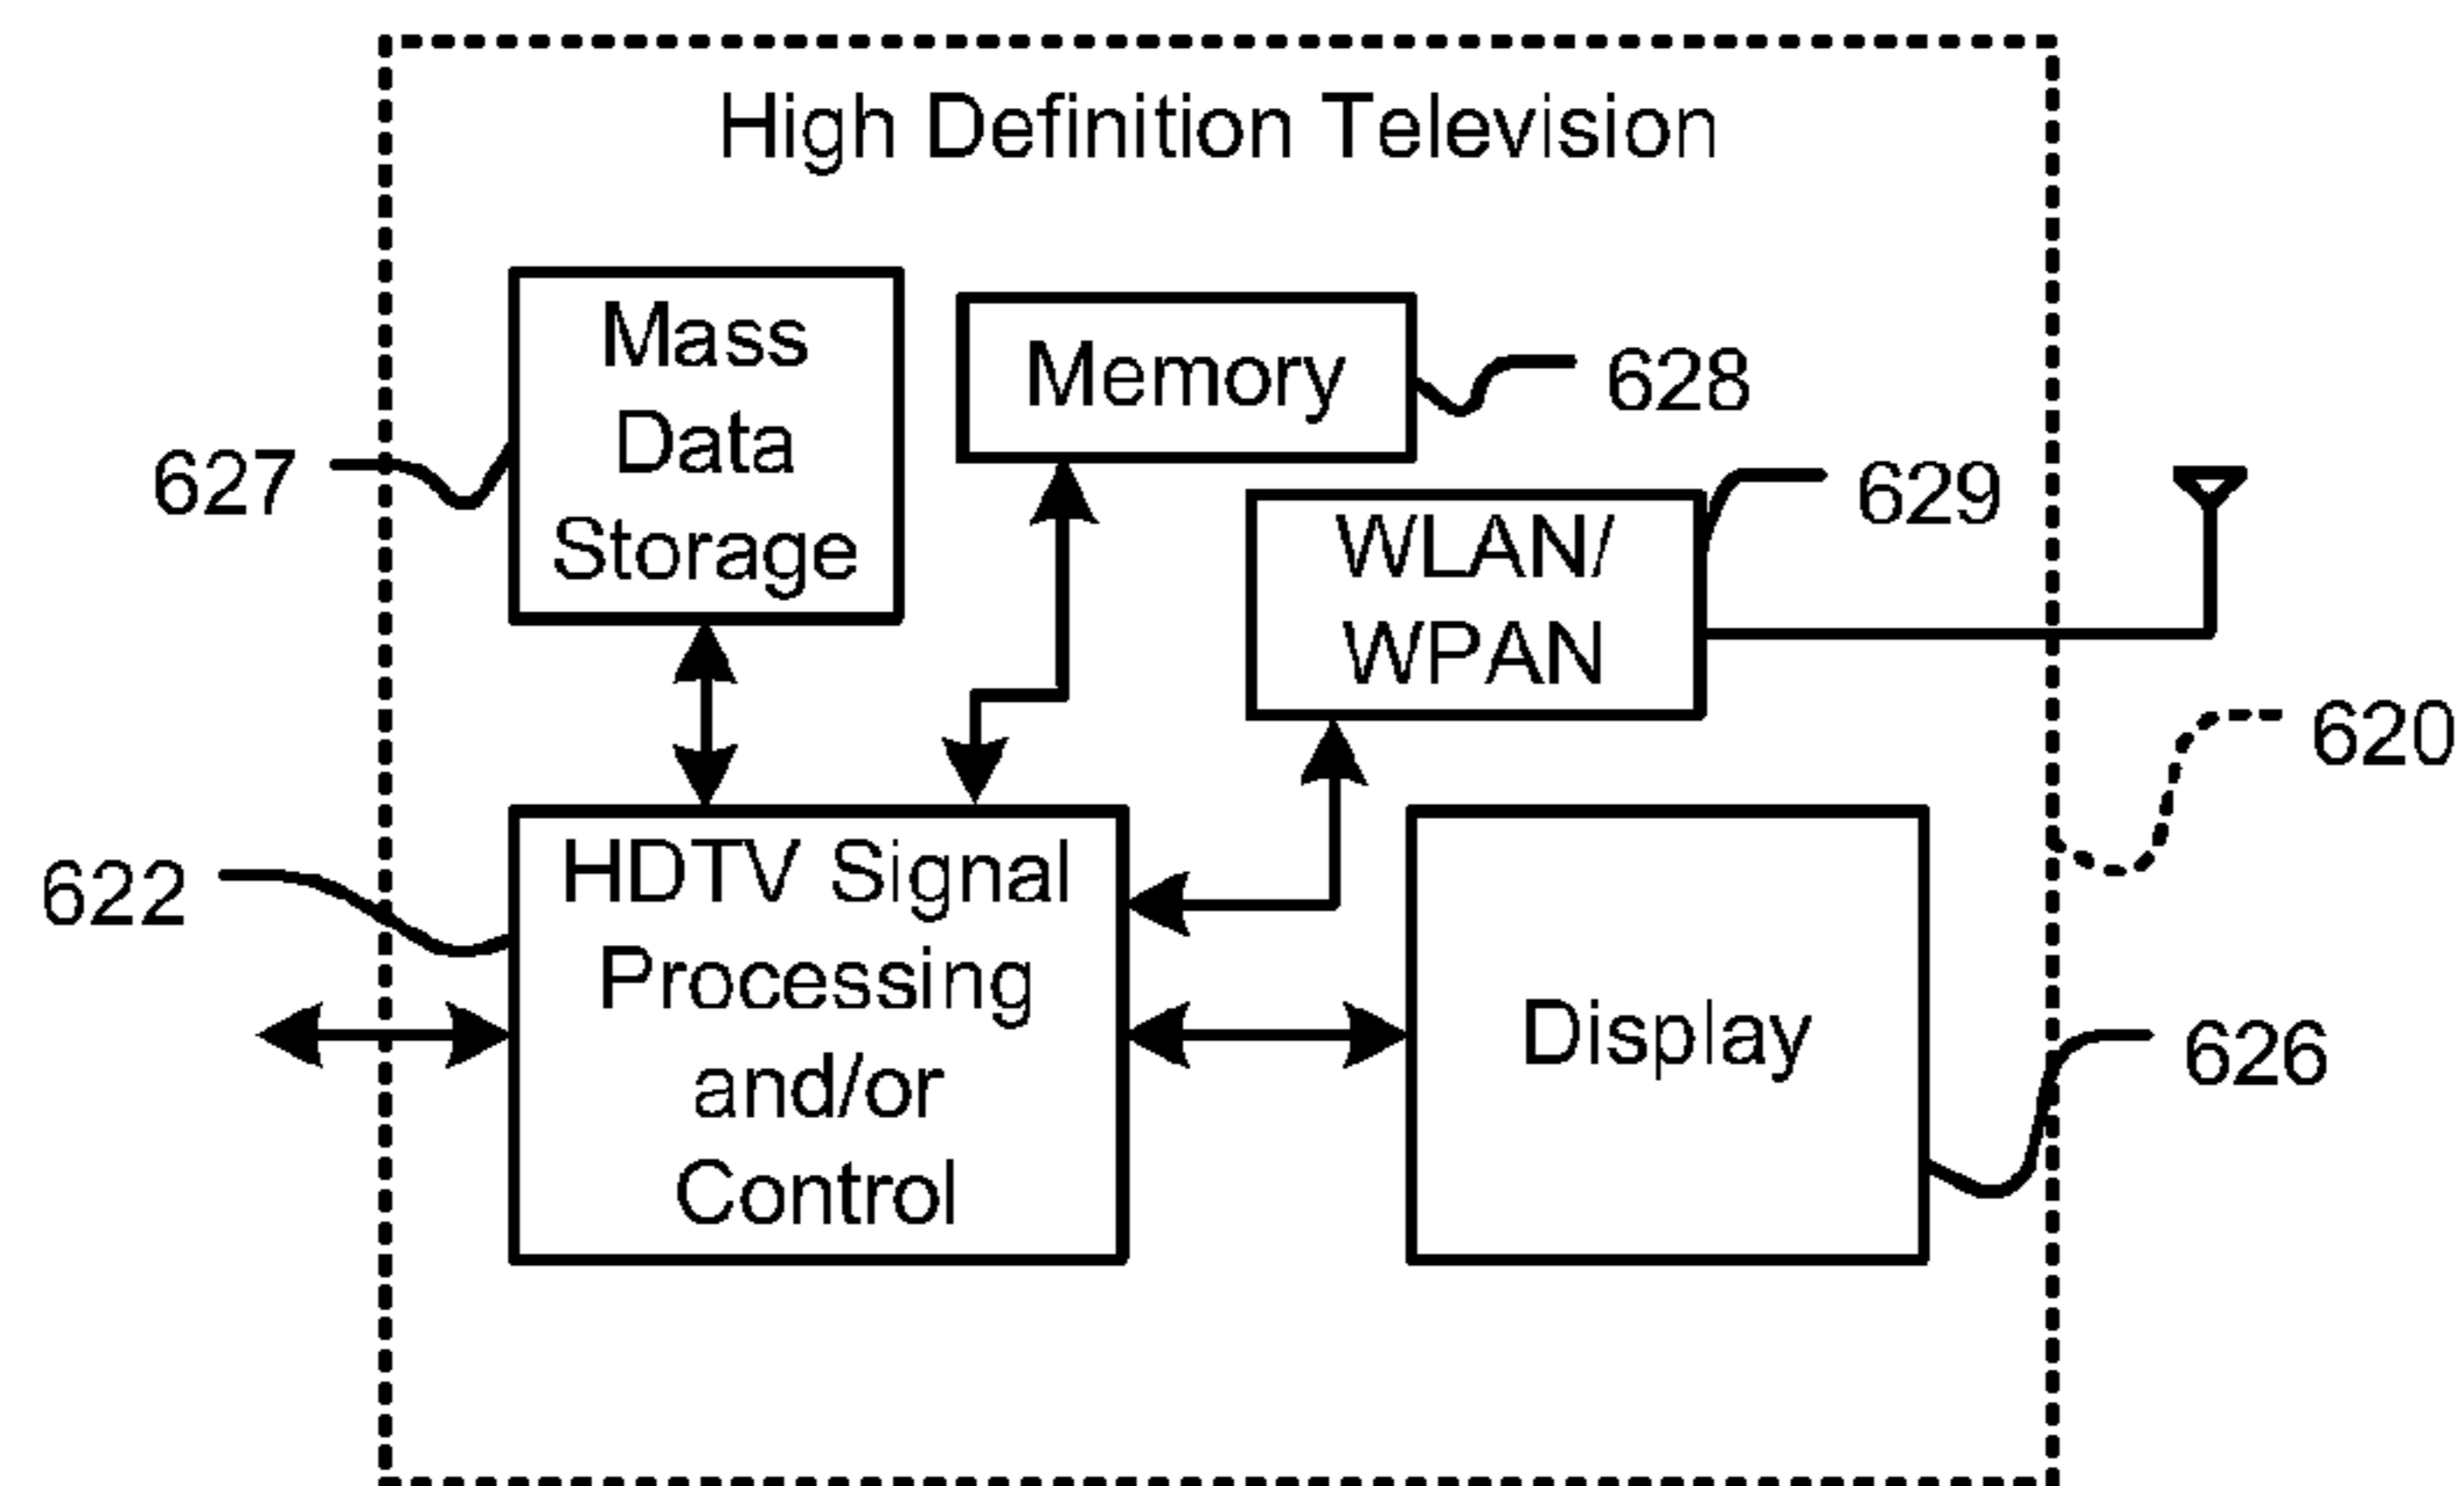 High Definition Television
Mass
Data
Storage
627
Memory
628
WLAN/
WPAN
629
620
HDTV Signal
Processing
and/or
Control
622
Display
626